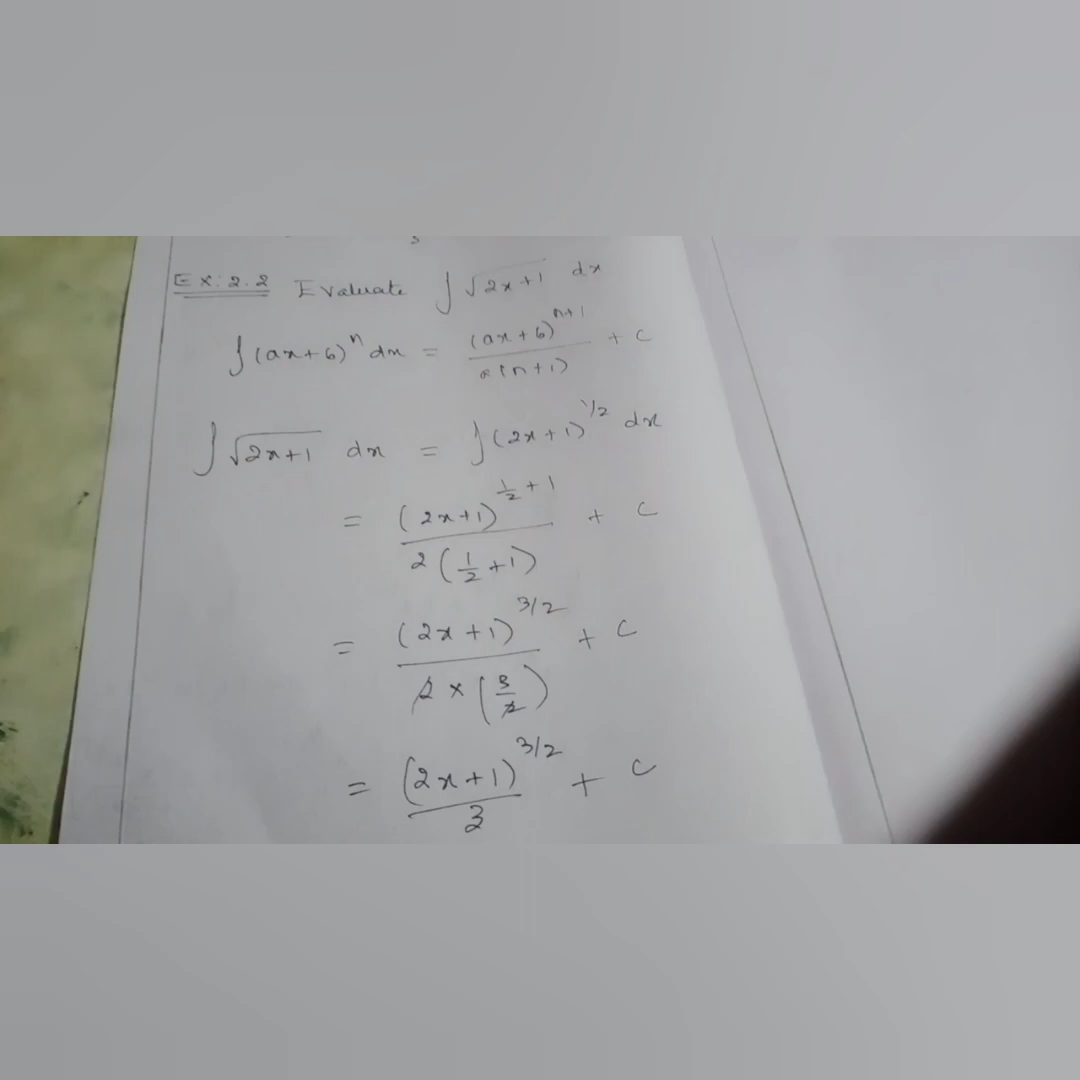 Ex: 2.2 Evaluate ∫ √2x+1 dx
∫(ax+b)^n dx = (ax+b)^(n+1) / a(n+1) + c
∫ √2x+1 dx = ∫(2x+1)^1/2 dx
= (2x+1)^(1/2 + 1) / 2(1/2 + 1) + c
= (2x+1)^3/2 / 2 × (3/2) + c
= (2x+1)^3/2 / 3 + c